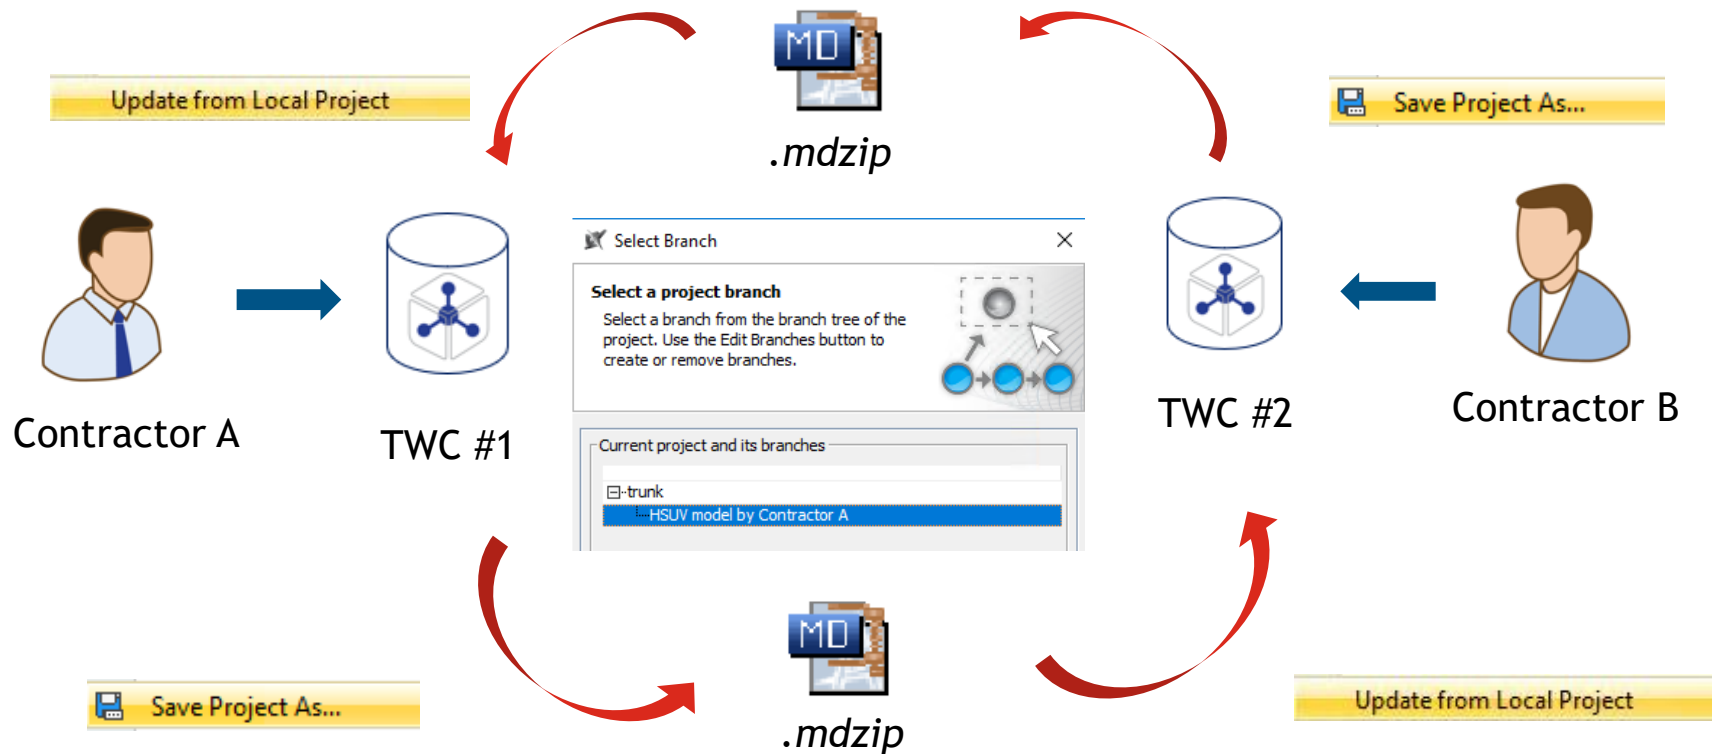 MD
.mdzip
Update from Local Project
Save Project As...
Contractor A
TWC #1
Select Branch
Select a project branch
Select a branch from the branch tree of the
project. Use the Edit Branches button to
create or remove branches.
Current project and its branches
trunk
HSUV model by Contractor A
TWC #2
Contractor B
Save Project As...
MD
.mdzip
Update from Local Project